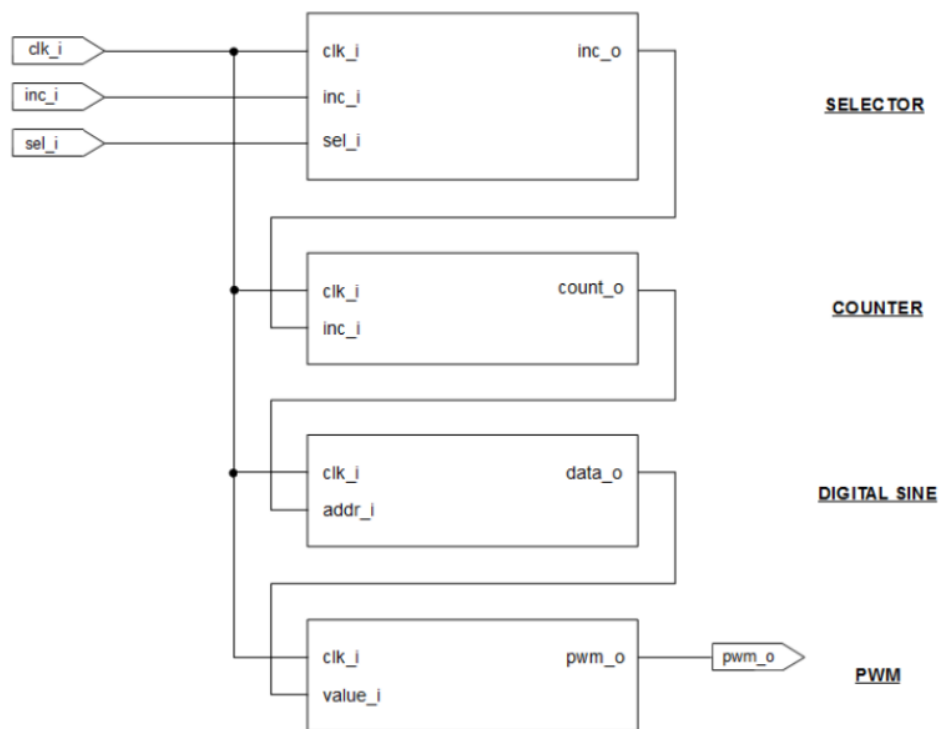 clk_i
clk_i
inc_o
inc_i
inc_i
SELECTOR
sel_i
sel_i
clk_i
count_o
COUNTER
inc_i
clk_i
data_o
DIGITAL SINE
addr_i
clk_i
pwm_o
pwm_o
PWM
value_i